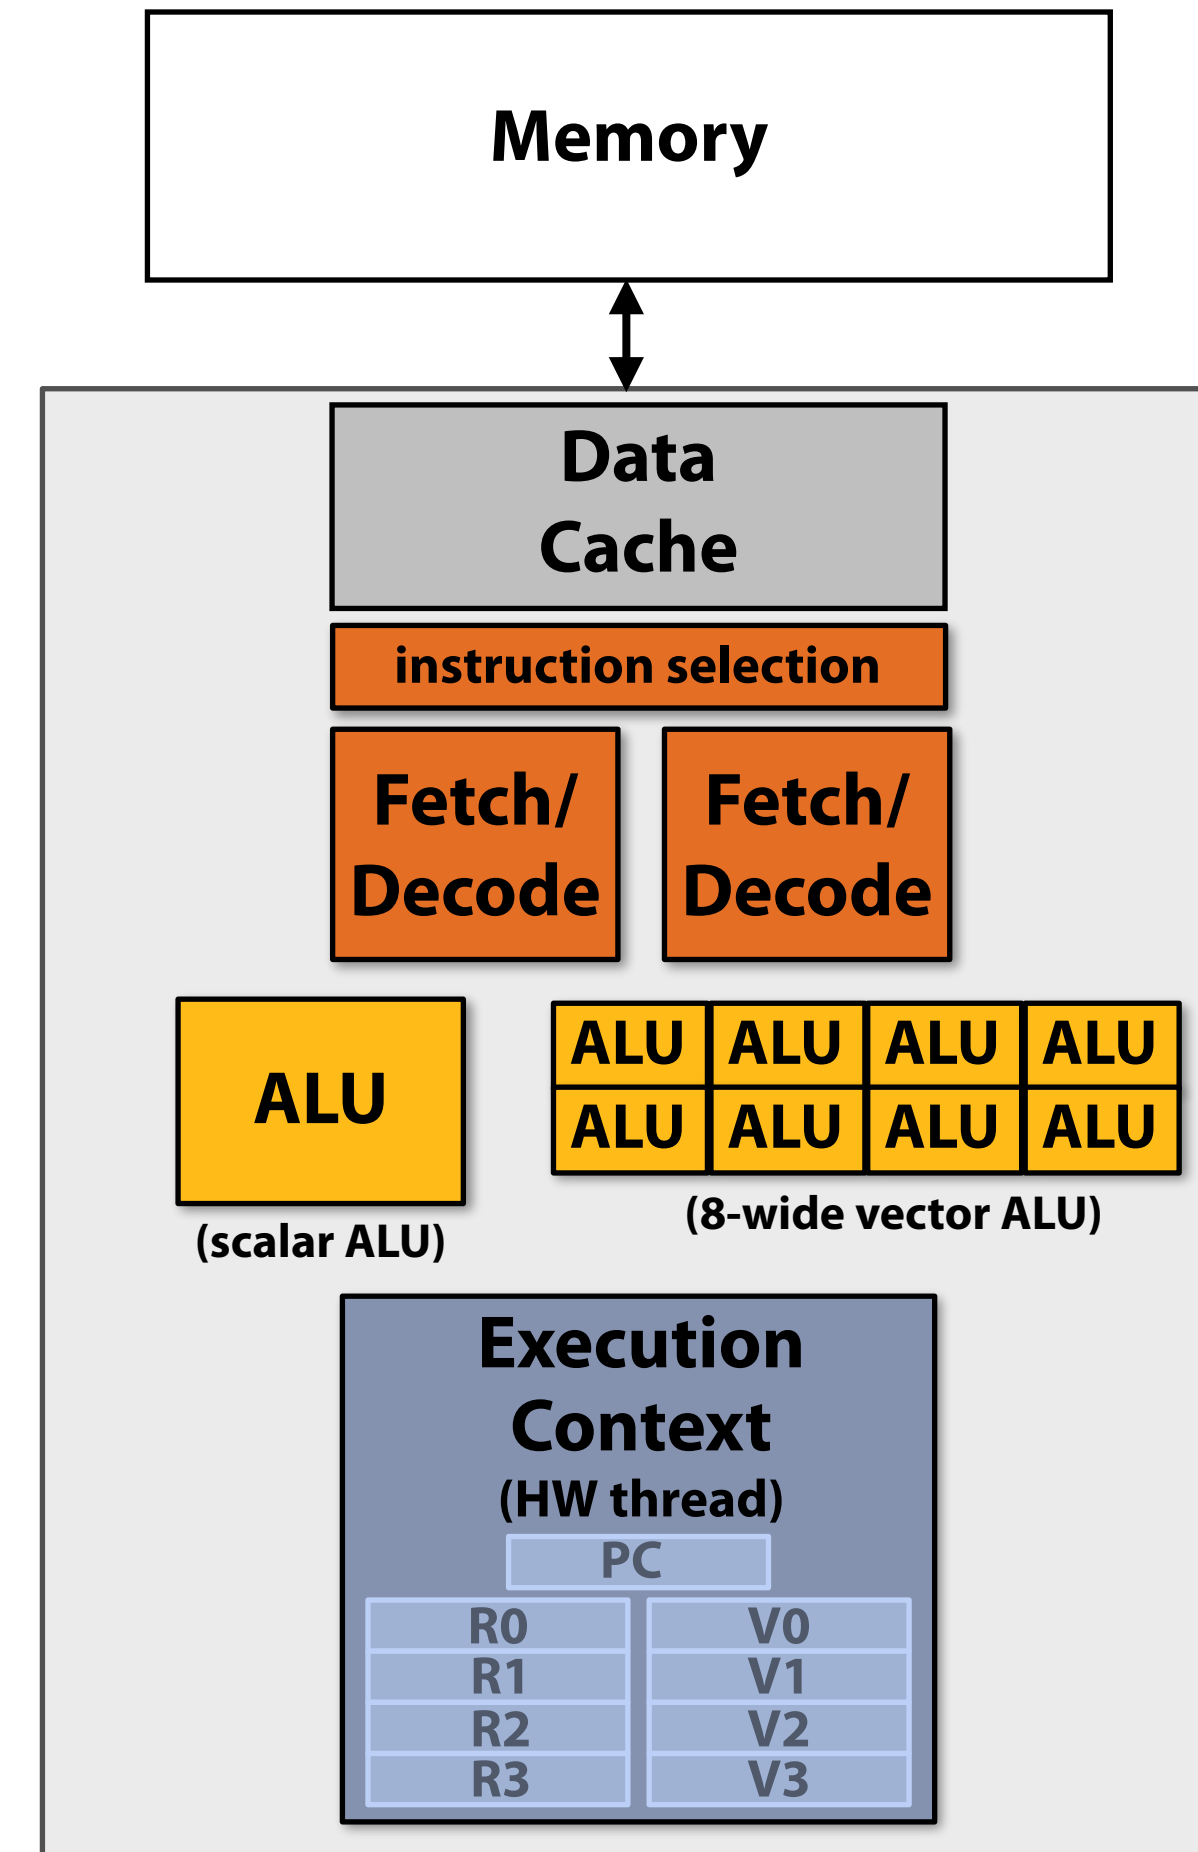 Memory
Data
Cache
instruction selection
Fetch/
Decode
Fetch/
Decode
ALU
(scalar ALU)
ALU ALU ALU ALU
ALU ALU ALU ALU
(8-wide vector ALU)
Execution
Context
(HW thread)
PC
R0 V0
R1 V1
R2 V2
R3 V3